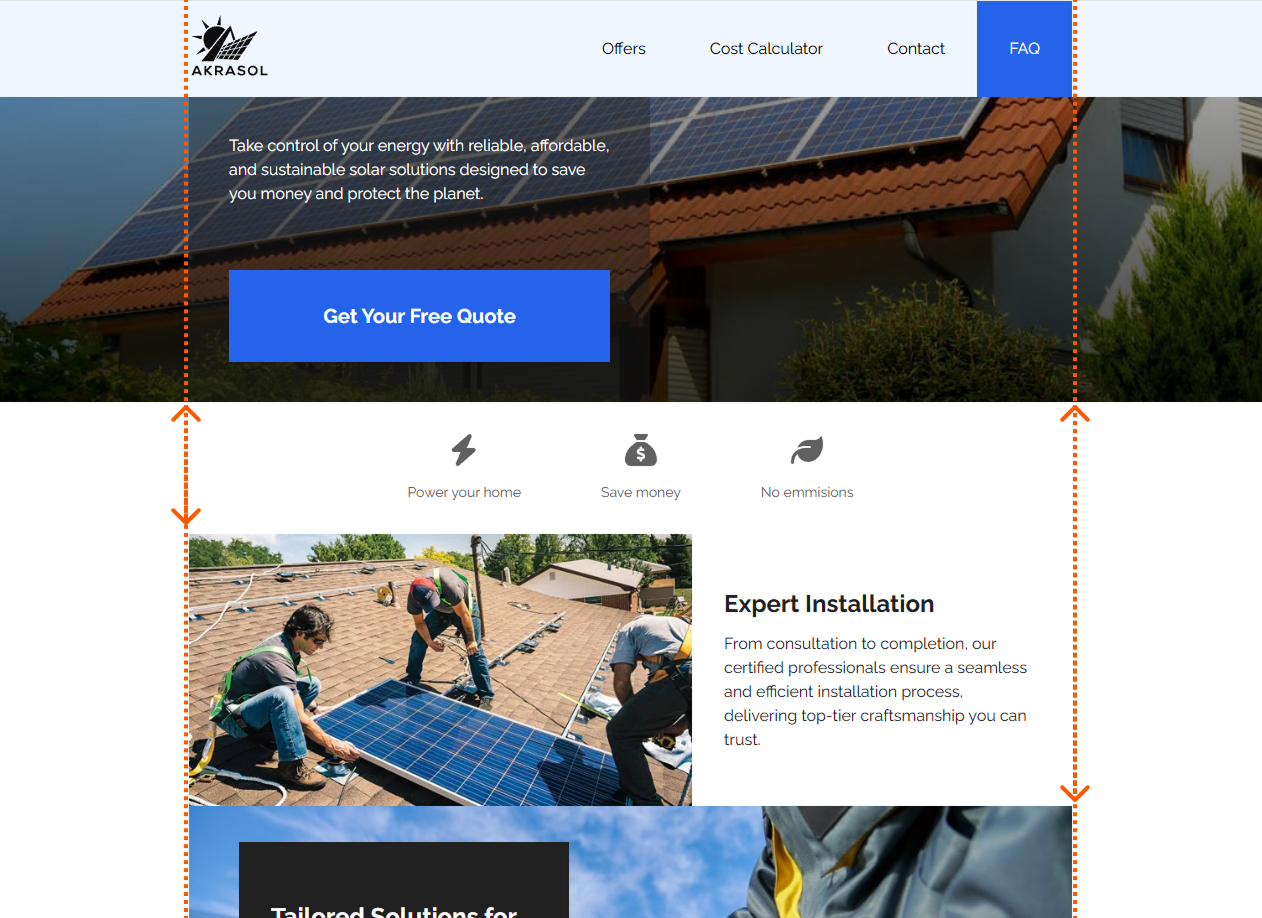 AKRASOL
Offers
Cost Calculator
Contact
FAQ
Take control of your energy with reliable, affordable,
and sustainable solar solutions designed to save
you money and protect the planet.
Get Your Free Quote
$
Power your home
Save money
No emmisions
Expert Installation
From consultation to completion, our
certified professionals ensure a seamless
and efficient installation process,
delivering top-tier craftsmanship you can
trust.
Tailored Solutions for